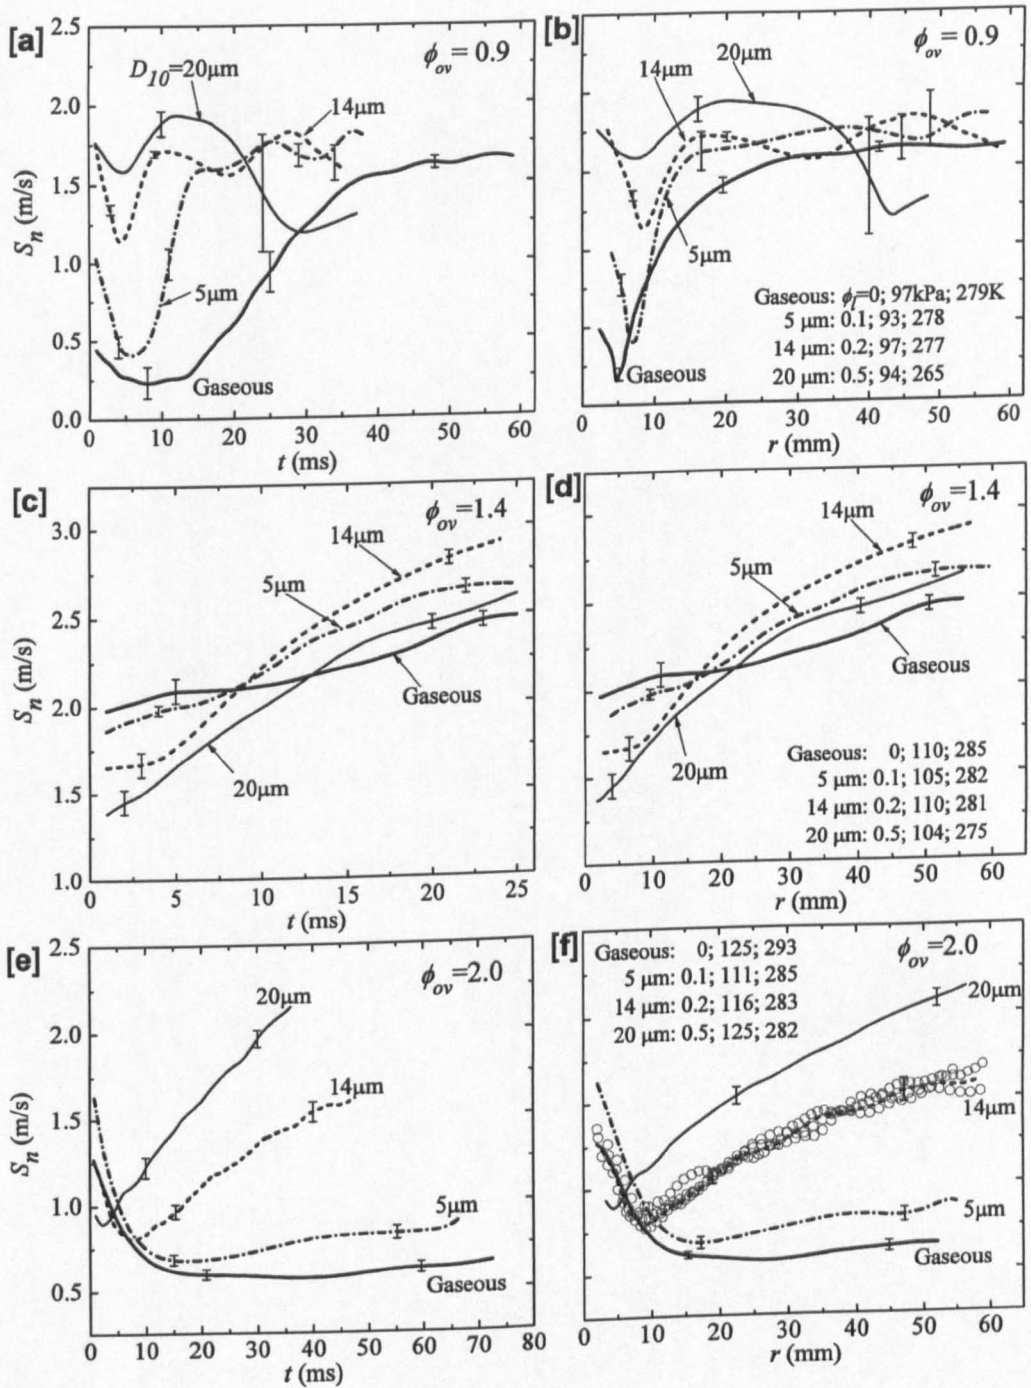 [a]
2.5
2.0
1.5
1.0
0.5
0.0
S_n (m/s)
ϕ_ov = 0.9
D_10=20μm
14μm
5μm
Gaseous
0 10 20 30 40 50 60
t (ms)
[b]
ϕ_ov = 0.9
20μm
14μm
5μm
Gaseous: ϕ_l=0; 97kPa; 279K
5 μm: 0.1; 93; 278
14 μm: 0.2; 97; 277
20 μm: 0.5; 94; 265
Gaseous
0 10 20 30 40 50 60
r (mm)
[c]
3.0
2.5
2.0
1.5
1.0
S_n (m/s)
ϕ_ov=1.4
14μm
5μm
Gaseous
20μm
0 5 10 15 20 25
t (ms)
[d]
ϕ_ov=1.4
14μm
5μm
Gaseous
20μm
Gaseous: 0; 110; 285
5 μm: 0.1; 105; 282
14 μm: 0.2; 110; 281
20 μm: 0.5; 104; 275
0 10 20 30 40 50 60
r (mm)
[e]
2.5
2.0
1.5
1.0
0.5
S_n (m/s)
ϕ_ov=2.0
20μm
14μm
5μm
Gaseous
0 10 20 30 40 50 60 70 80
t (ms)
[f]
Gaseous: 0; 125; 293
5 μm: 0.1; 111; 285
14 μm: 0.2; 116; 283
20 μm: 0.5; 125; 282
ϕ_ov=2.0
20μm
14μm
5μm
Gaseous
0 10 20 30 40 50 60
r (mm)